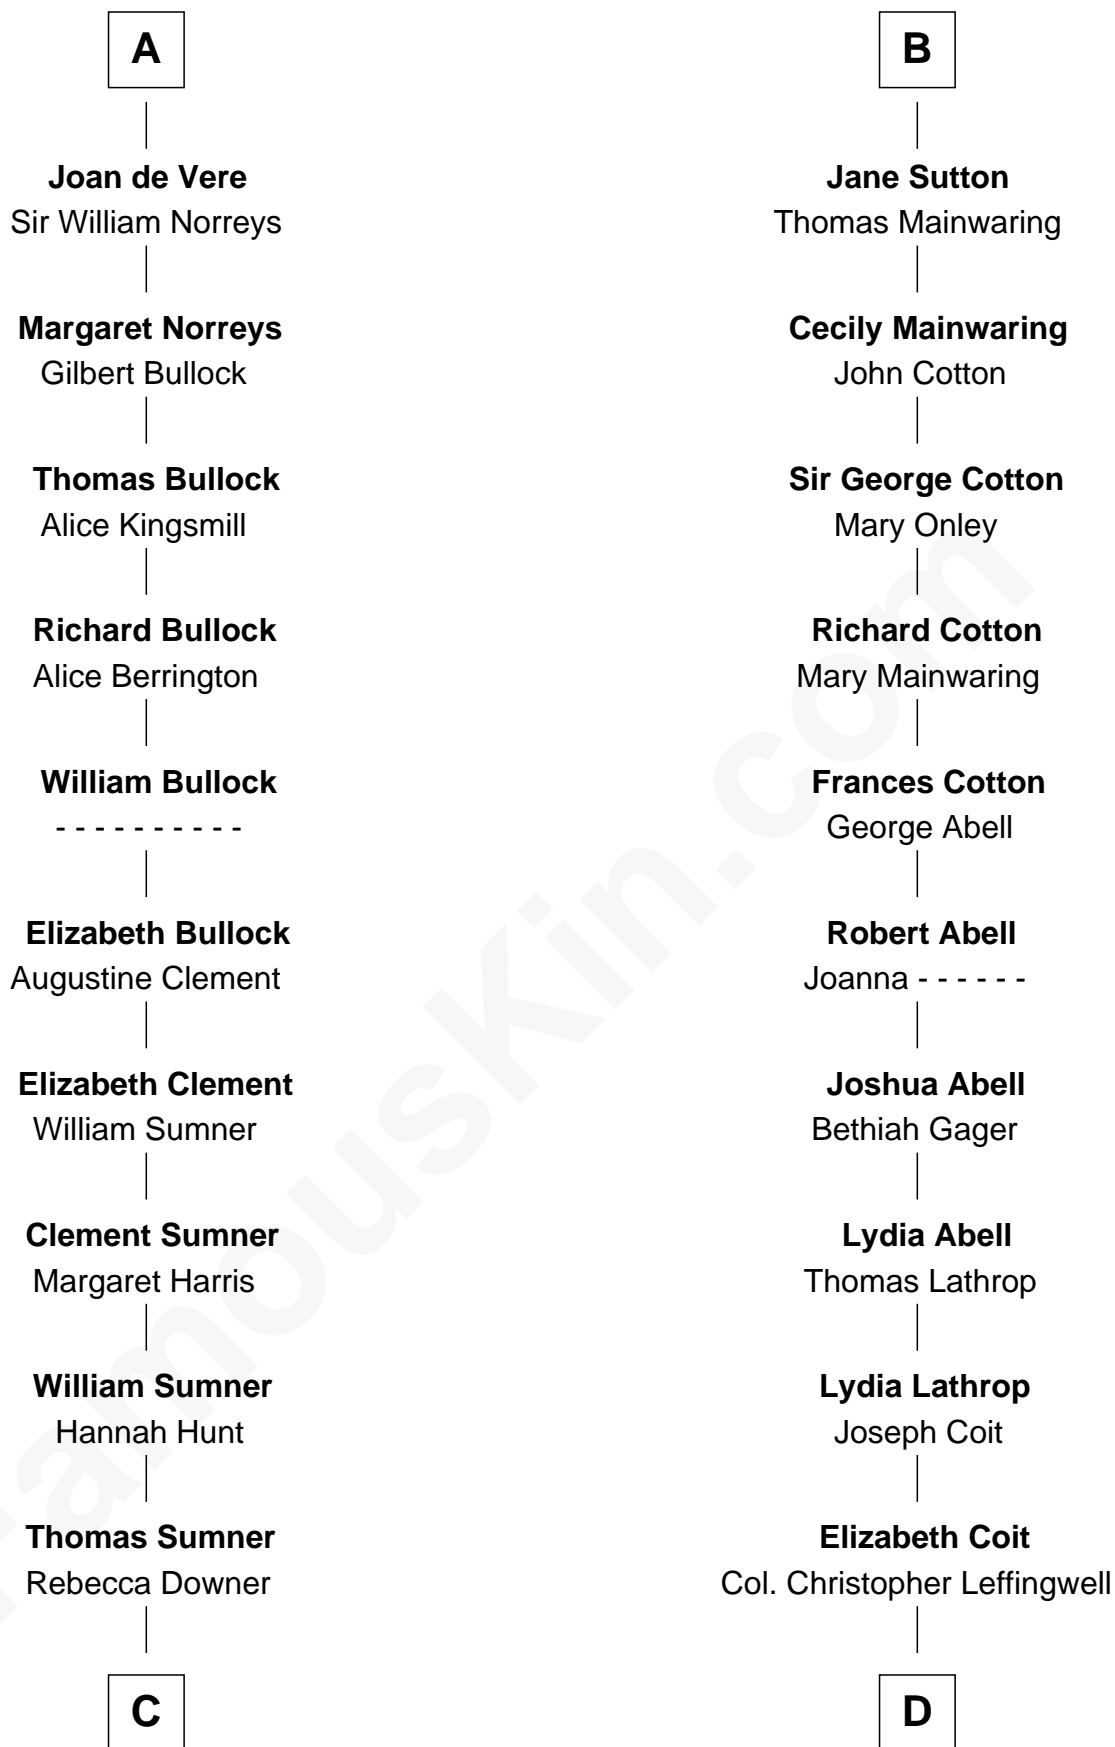 A
Joan de Vere
Sir William Norreys
Margaret Norreys
Gilbert Bullock
Thomas Bullock
Alice Kingsmill
Richard Bullock
Alice Berrington
William Bullock
- - - - - - - - - -
Elizabeth Bullock
Augustine Clement
Elizabeth Clement
William Sumner
Clement Sumner
Margaret Harris
William Sumner
Hannah Hunt
Thomas Sumner
Rebecca Downer
C
B
Jane Sutton
Thomas Mainwaring
Cecily Mainwaring
John Cotton
Sir George Cotton
Mary Onley
Richard Cotton
Mary Mainwaring
Frances Cotton
George Abell
Robert Abell
Joanna - - - - - -
Joshua Abell
Bethiah Gager
Lydia Abell
Thomas Lathrop
Lydia Lathrop
Joseph Coit
Elizabeth Coit
Col. Christopher Leffingwell
D
FamousKin.com